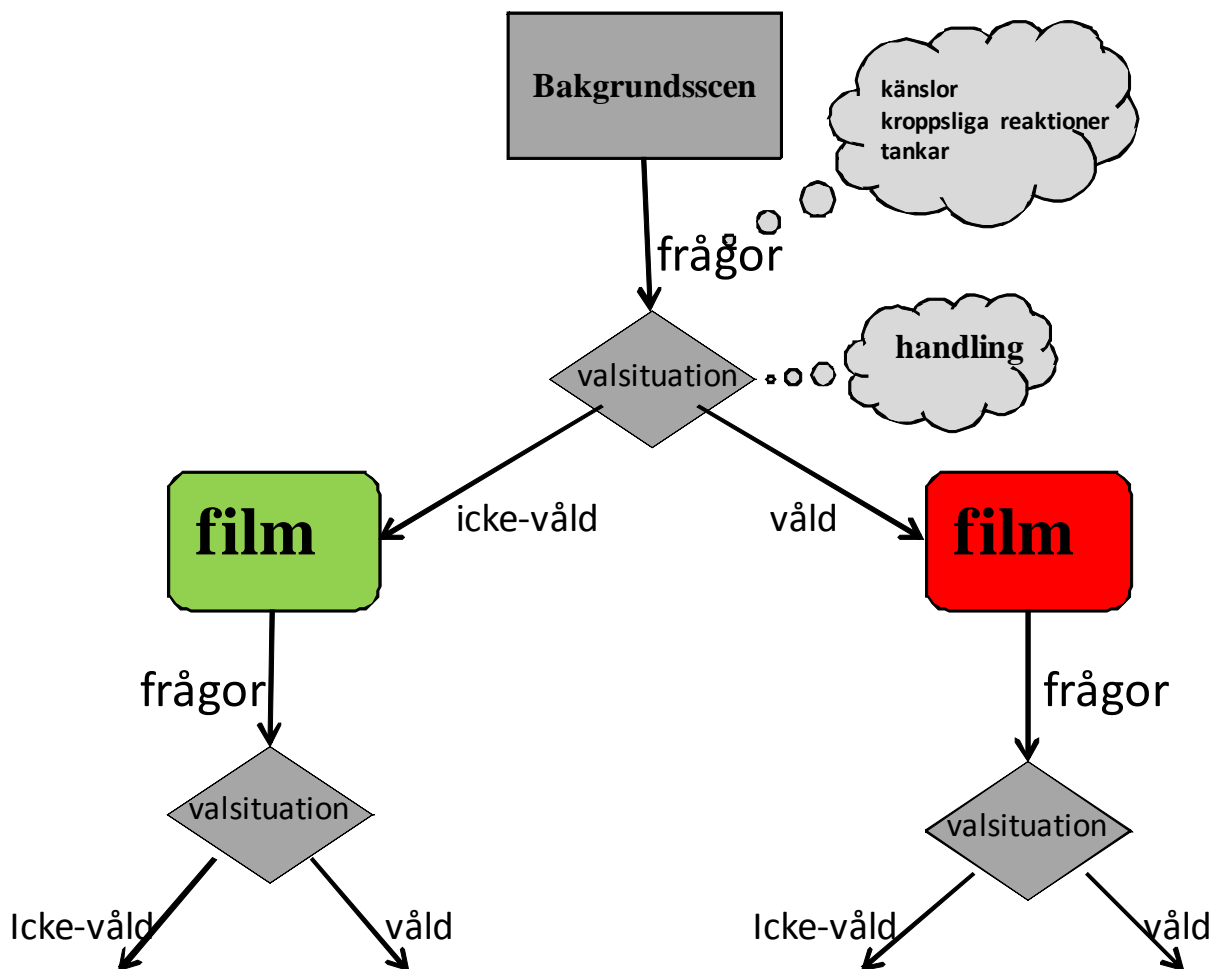 Bakgrundsscen
känslor
kroppsliga reaktioner
tankar
frågor
handling
valsituation
icke-våld
våld
film
film
frågor
frågor
valsituation
valsituation
Icke-våld
våld
Icke-våld
våld